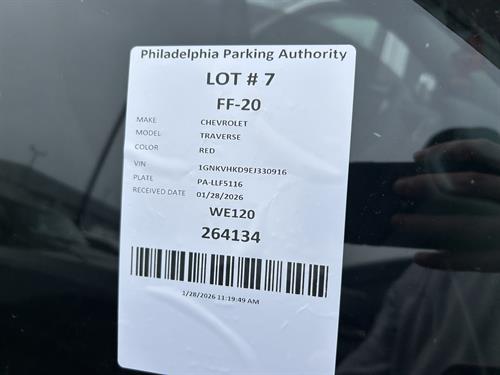 Philadelphia Parking Authority
LOT # 7
FF-20
MAKE CHEVROLET
MODEL TRAVERSE
COLOR RED
VIN 1GNKVHKD9EJ330916
PLATE PA-LLF5116
RECEIVED DATE 01/28/2026
WE120
264134
1/28/2026 11:19:49 AM